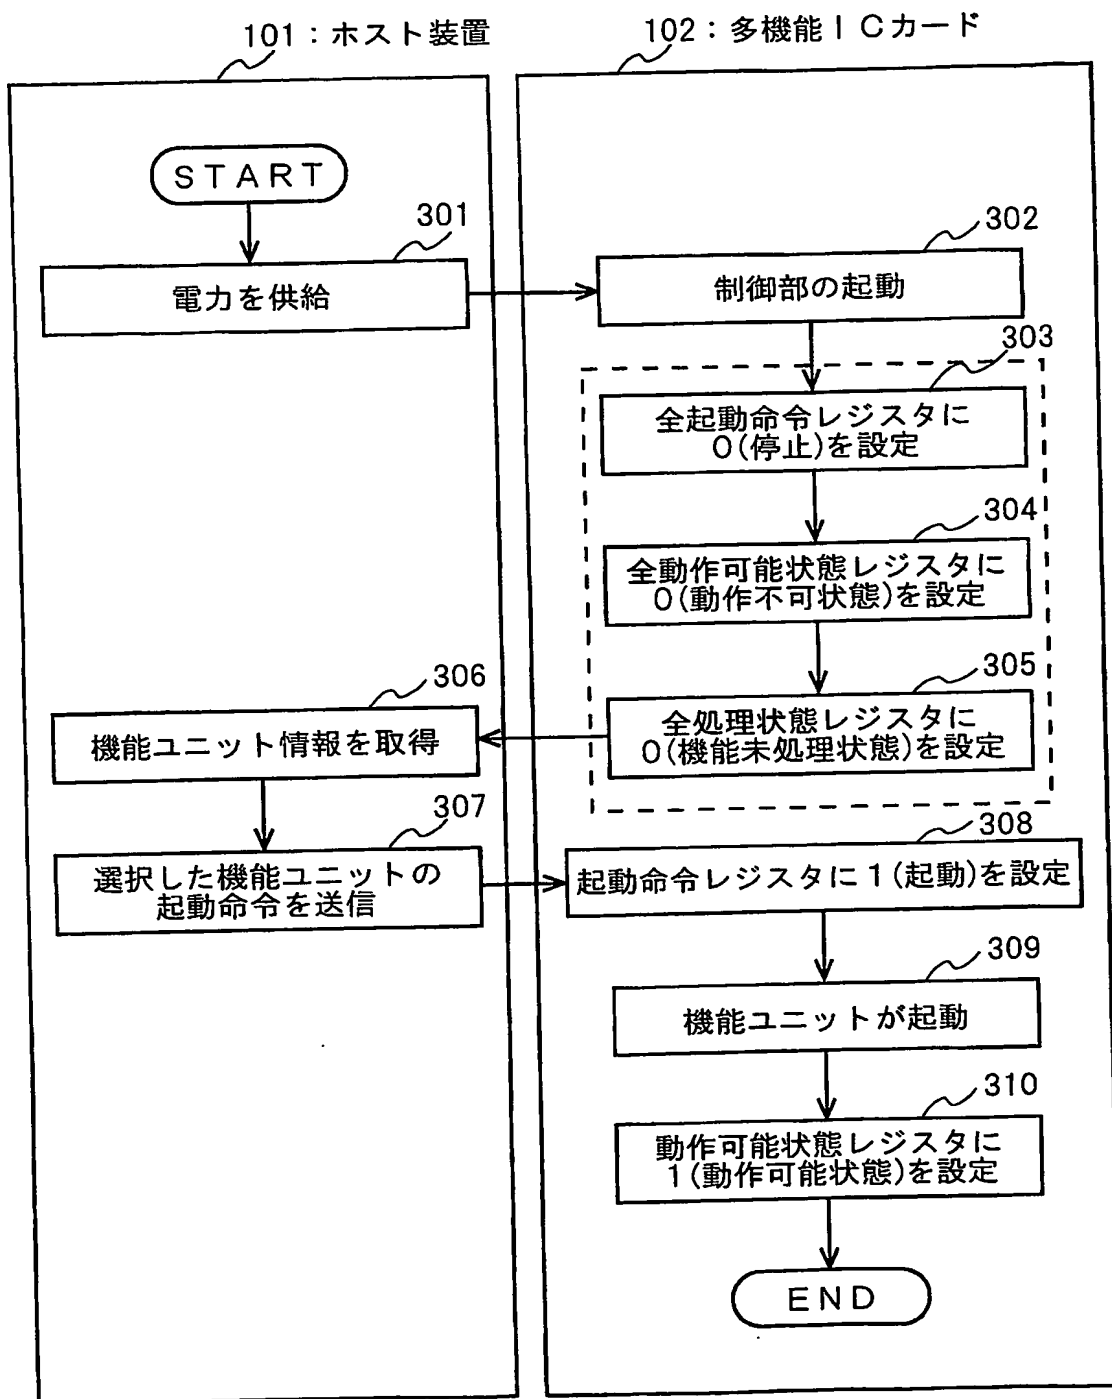 101：ホスト装置
102：多機能ＩＣカード
START
301
電力を供給
302
制御部の起動
303
全起動命令レジスタに
0(停止)を設定
304
全動作可能状態レジスタに
0(動作不可状態)を設定
305
全処理状態レジスタに
0(機能未処理状態)を設定
306
機能ユニット情報を取得
307
選択した機能ユニットの
起動命令を送信
308
起動命令レジスタに1(起動)を設定
309
機能ユニットが起動
310
動作可能状態レジスタに
1(動作可能状態)を設定
END